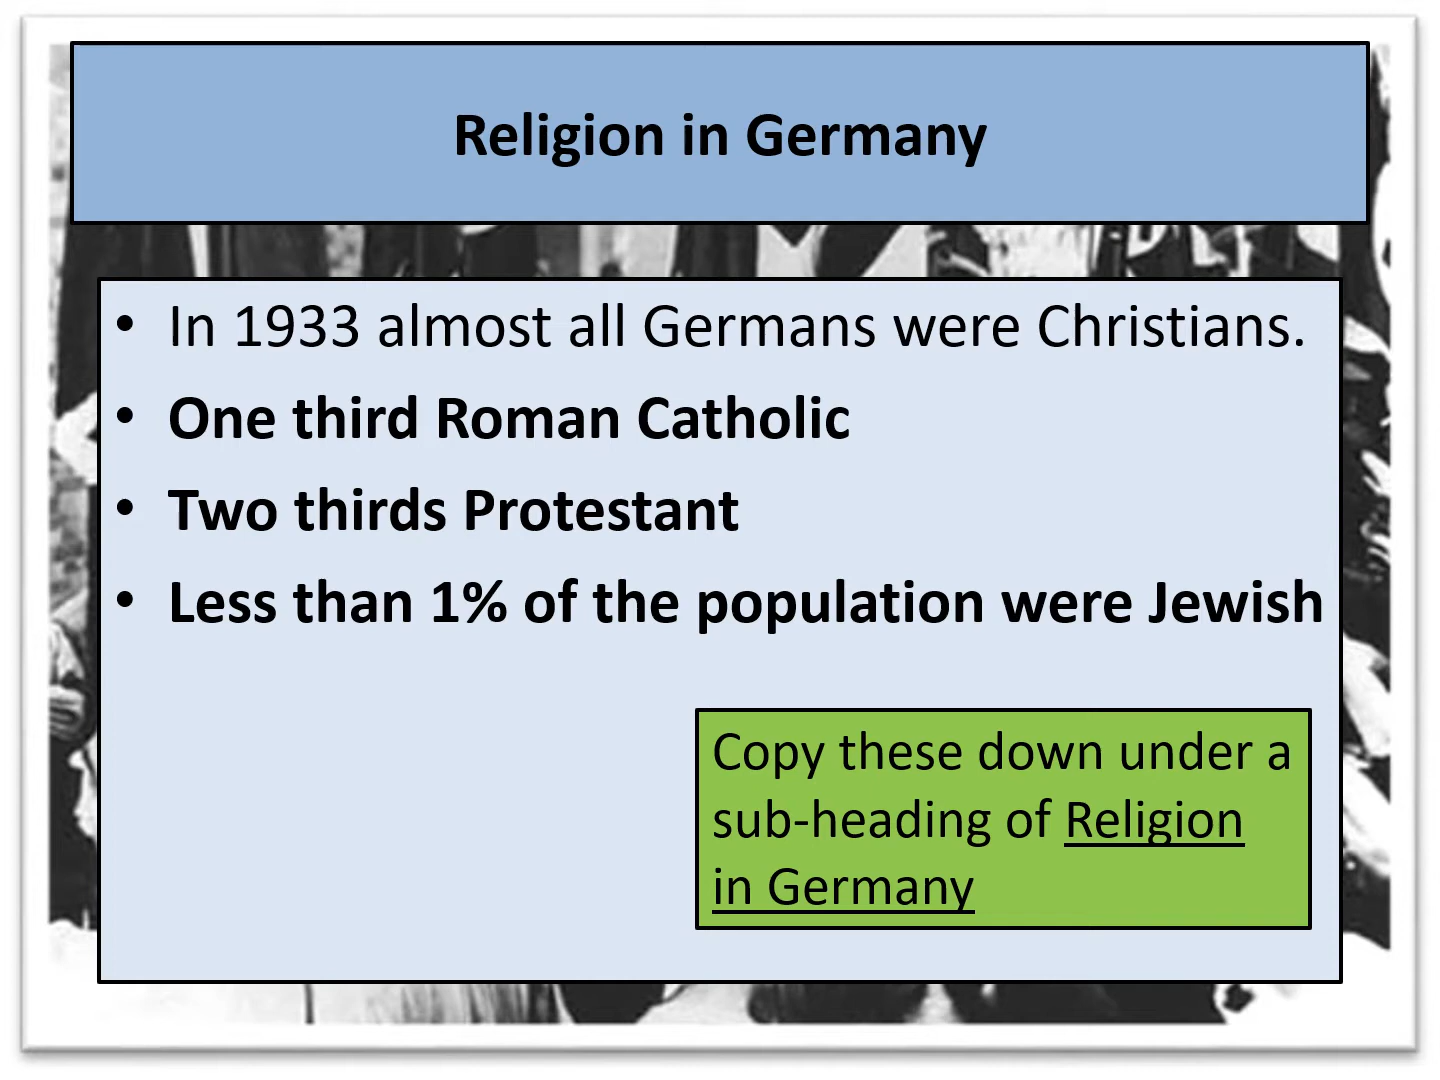 Religion in Germany
• In 1933 almost all Germans were Christians.
• One third Roman Catholic
• Two thirds Protestant
• Less than 1% of the population were Jewish
Copy these down under a
sub-heading of Religion
in Germany